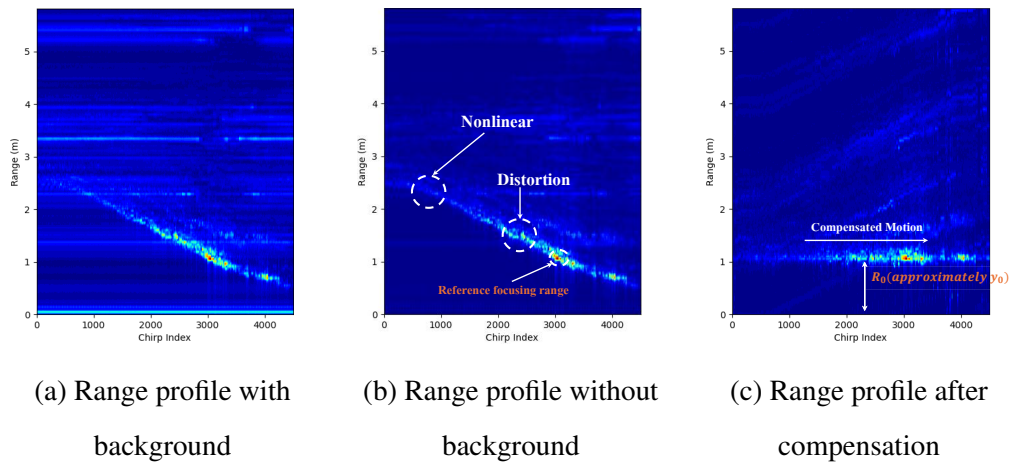 5
4
3
2
1
0
Range (m)
0
1000
2000
3000
4000
Chirp Index
(a) Range profile with
background
5
4
3
2
1
0
Range (m)
Nonlinear
Distortion
Reference focusing range
0
1000
2000
3000
4000
Chirp Index
(b) Range profile without
background
5
4
3
2
1
0
Range (m)
Compensated Motion
R₀(approximately y₀)
0
1000
2000
3000
4000
Chirp Index
(c) Range profile after
compensation